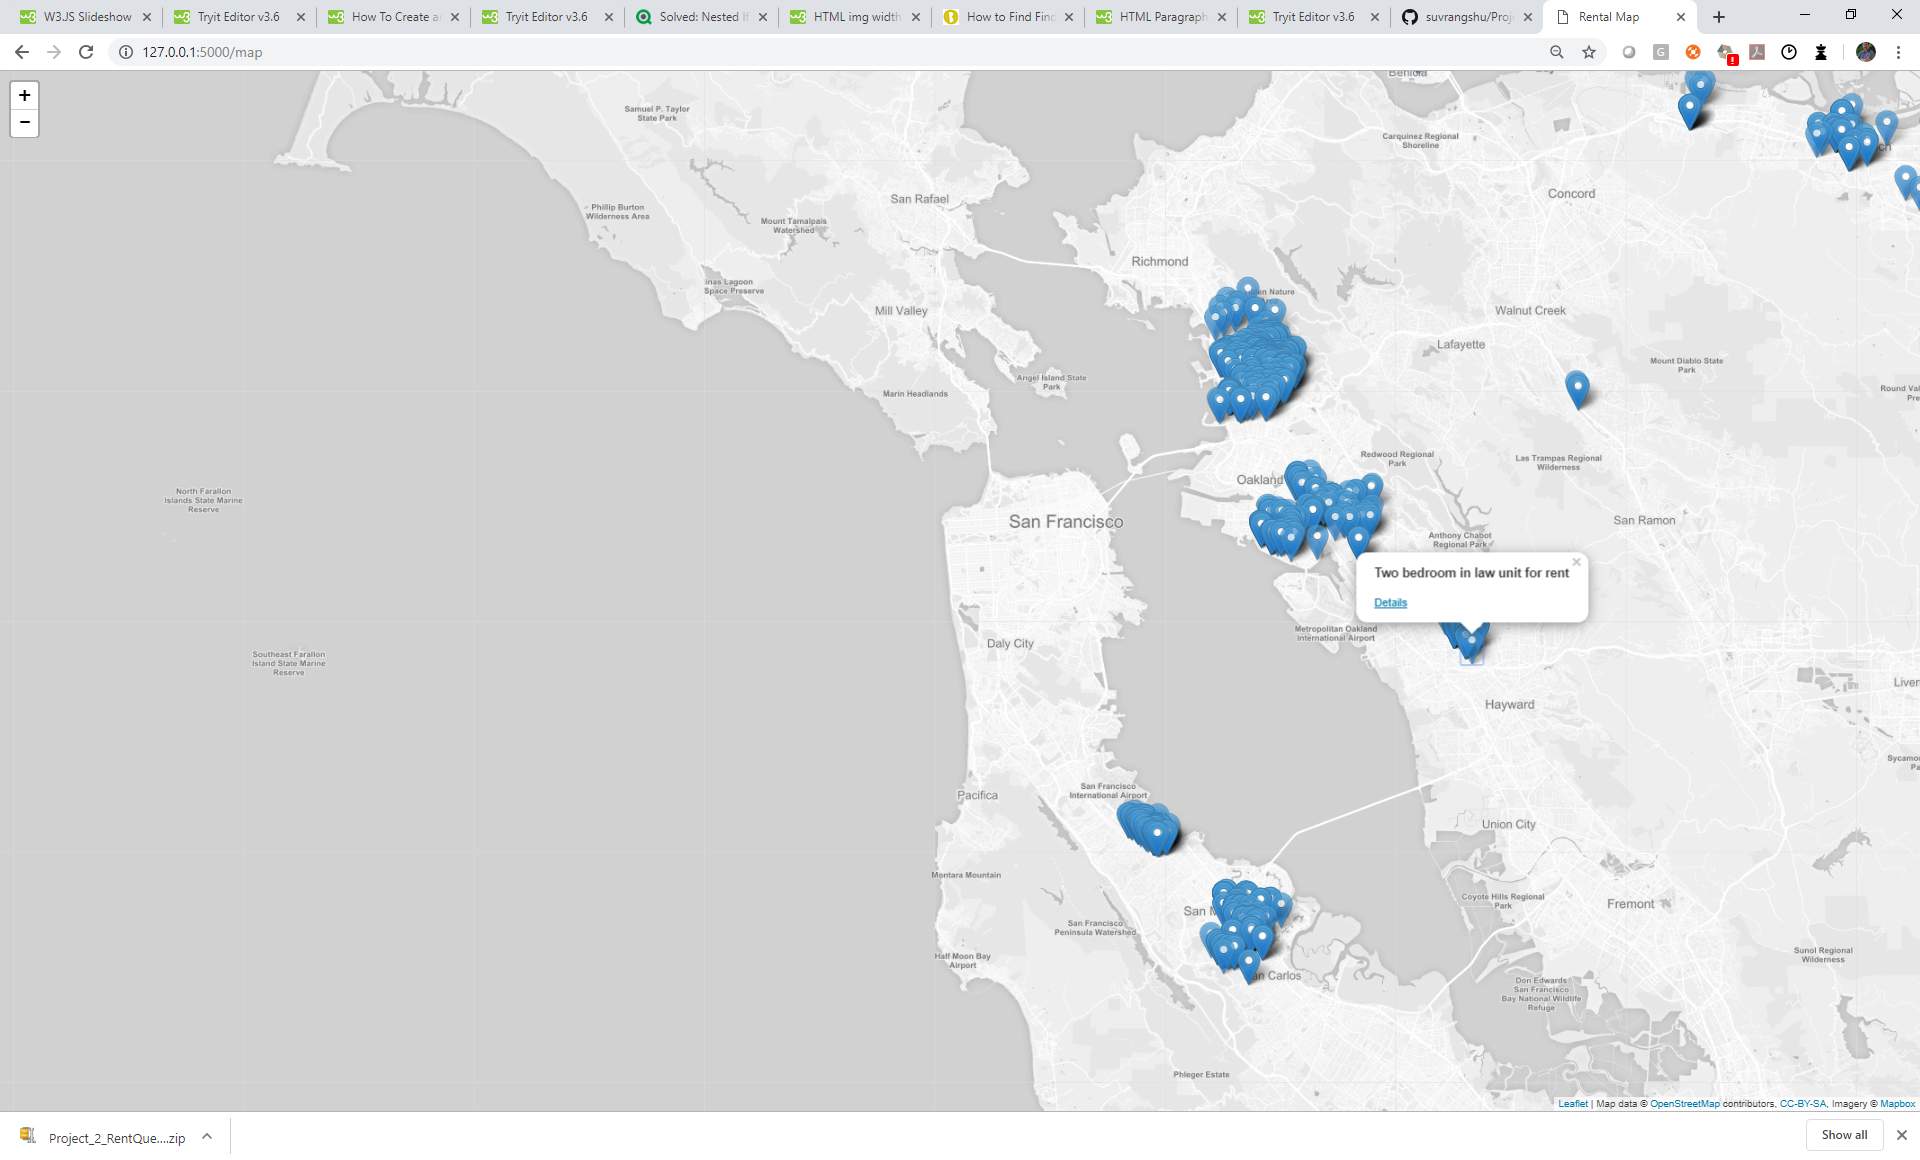 W3.JS Slideshow
Tryit Editor v3.6
How To Create a
Tryit Editor v3.6
Solved: Nested If
HTML img width
How to Find Find
HTML Paragraph
Tryit Editor v3.6
suvrangshu/Proj
Rental Map
127.0.0.1:5000/map
G
+
−
Benicia
Samuel P. Taylor
State Park
Carquinez Regional
Shoreline
ch
Concord
San Rafael
Phillip Burton
Wilderness Area
Mount Tamalpais
Watershed
Richmond
inas Lagoon
Space Preserve
en Nature
Mill Valley
Walnut Creek
Lafayette
Mount Diablo State
Park
Angel Island State
Park
Round Val
Pre
Marin Headlands
Redwood Regional
Park
Las Trampas Regional
Wilderness
Oakland
North Farallon
Islands State Marine
Reserve
San Francisco
San Ramon
Anthony Chabot
Regional Park
×
Two bedroom in law unit for rent
Details
Metropolitan Oakland
International Airport
Daly City
Southeast Farallon
Island State Marine
Reserve
Liver
Hayward
Sycamo
Pa
San Francisco
International Airport
Pacifica
Union City
Montara Mountain
Coyote Hills Regional
Park
Fremont
San M
San Francisco
Peninsula Watershed
Sunol Regional
Wilderness
Half Moon Bay
Airport
an Carlos
Don Edwards
San Francisco
Bay National Wildlife
Refuge
Phleger Estate
Leaflet | Map data © OpenStreetMap contributors, CC-BY-SA, Imagery © Mapbox
Project_2_RentQue....zip
Show all